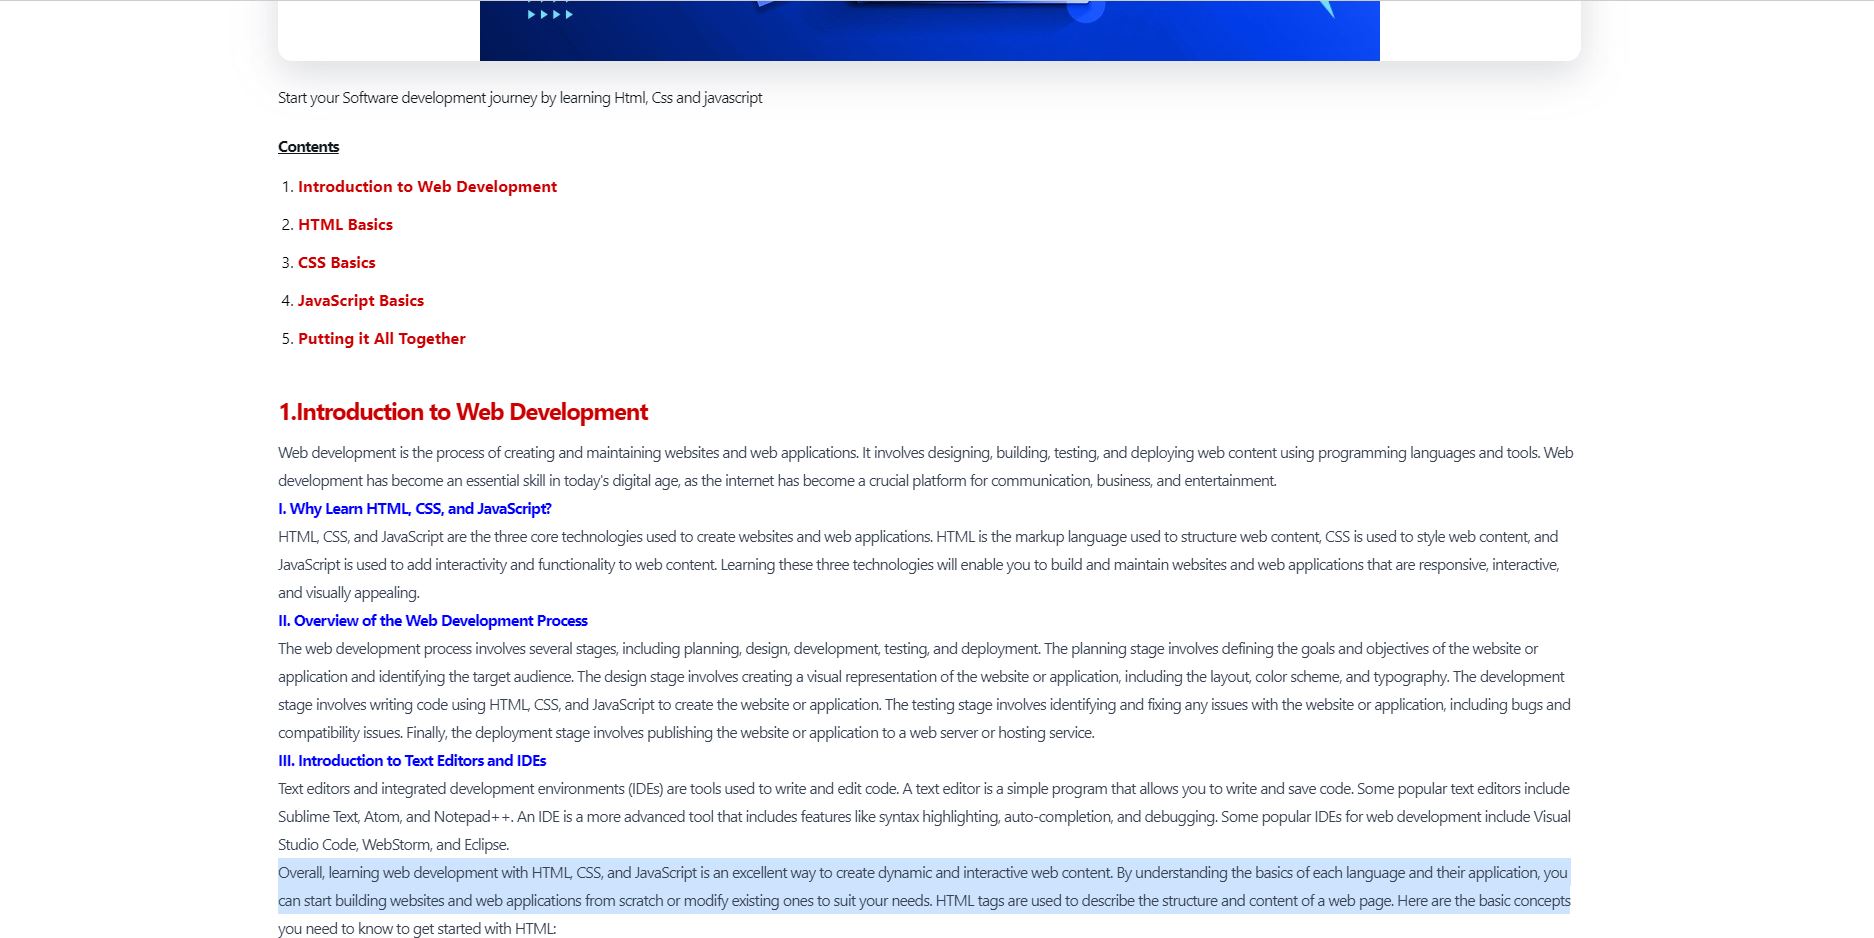 Start your Software development journey by learning Html, Css and javascript
Contents
1. Introduction to Web Development
2. HTML Basics
3. CSS Basics
4. JavaScript Basics
5. Putting it All Together
1.Introduction to Web Development
Web development is the process of creating and maintaining websites and web applications. It involves designing, building, testing, and deploying web content using programming languages and tools. Web
development has become an essential skill in today's digital age, as the internet has become a crucial platform for communication, business, and entertainment.
I. Why Learn HTML, CSS, and JavaScript?
HTML, CSS, and JavaScript are the three core technologies used to create websites and web applications. HTML is the markup language used to structure web content, CSS is used to style web content, and
JavaScript is used to add interactivity and functionality to web content. Learning these three technologies will enable you to build and maintain websites and web applications that are responsive, interactive,
and visually appealing.
II. Overview of the Web Development Process
The web development process involves several stages, including planning, design, development, testing, and deployment. The planning stage involves defining the goals and objectives of the website or
application and identifying the target audience. The design stage involves creating a visual representation of the website or application, including the layout, color scheme, and typography. The development
stage involves writing code using HTML, CSS, and JavaScript to create the website or application. The testing stage involves identifying and fixing any issues with the website or application, including bugs and
compatibility issues. Finally, the deployment stage involves publishing the website or application to a web server or hosting service.
III. Introduction to Text Editors and IDEs
Text editors and integrated development environments (IDEs) are tools used to write and edit code. A text editor is a simple program that allows you to write and save code. Some popular text editors include
Sublime Text, Atom, and Notepad++. An IDE is a more advanced tool that includes features like syntax highlighting, auto-completion, and debugging. Some popular IDEs for web development include Visual
Studio Code, WebStorm, and Eclipse.
Overall, learning web development with HTML, CSS, and JavaScript is an excellent way to create dynamic and interactive web content. By understanding the basics of each language and their application, you
can start building websites and web applications from scratch or modify existing ones to suit your needs. HTML tags are used to describe the structure and content of a web page. Here are the basic concepts
you need to know to get started with HTML: